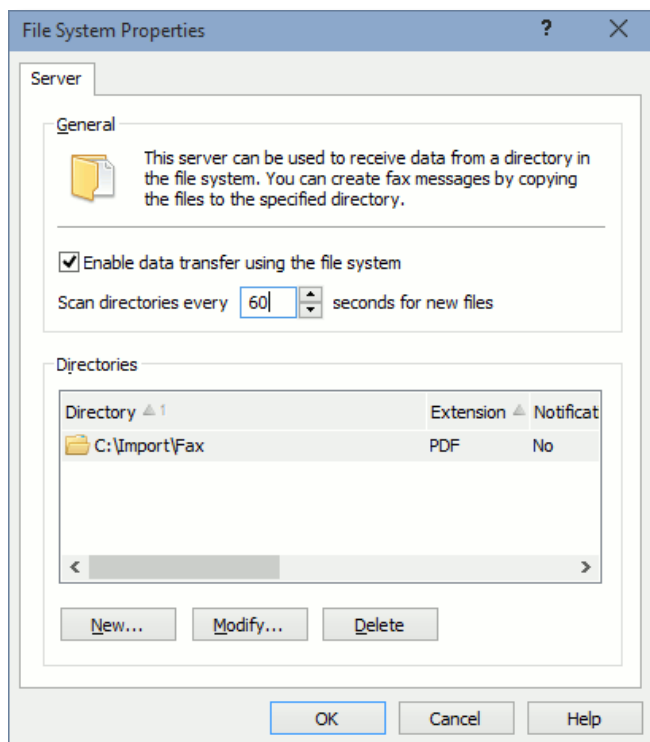 File System Properties
?
Server
General
This server can be used to receive data from a directory in
the file system. You can create fax messages by copying
the files to the specified directory.
Enable data transfer using the file system
Scan directories every 60 seconds for new files
Directories
Directory 1 Extension Notificat
C:\Import\Fax PDF No
New... Modify... Delete
OK Cancel Help